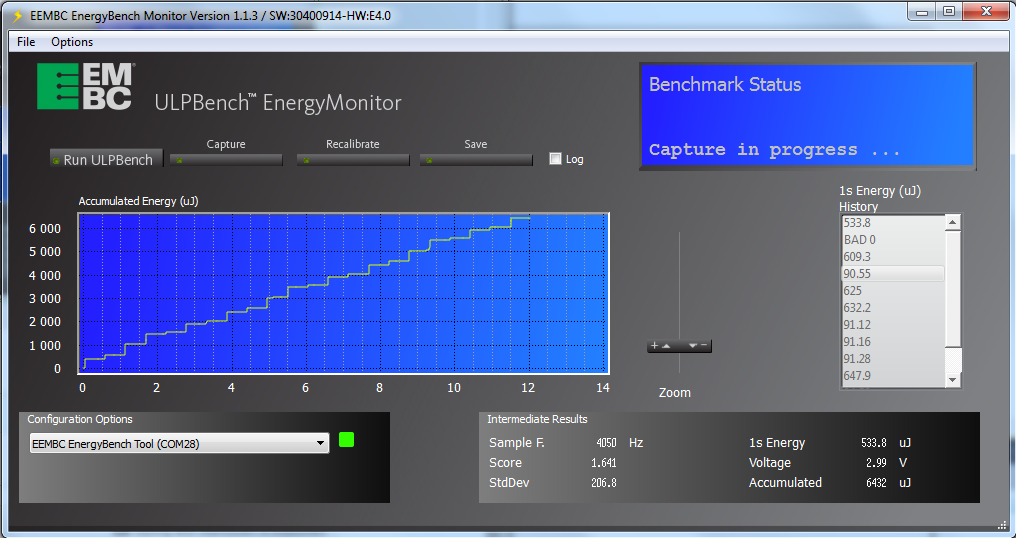 EEMBC EnergyBench Monitor Version 1.1.3 / SW:30400914-HW:E4.0
File Options
EEMBC
ULPBench™ EnergyMonitor
Benchmark Status
Capture in progress ...
Run ULPBench
Capture
Recalibrate
Save
Log
Accumulated Energy (uJ)
6 000
5 000
4 000
3 000
2 000
1 000
0
0 2 4 6 8 10 12 14
+ −
Zoom
1s Energy (uJ)
History
533.8
BAD 0
609.3
90.55
625
632.2
91.12
91.16
91.28
647.9
Configuration Options
EEMBC EnergyBench Tool (COM28)
Intermediate Results
Sample F. 4050 Hz
Score 1.641
StdDev 206.8
1s Energy 533.8 uJ
Voltage 2.99 V
Accumulated 6432 uJ